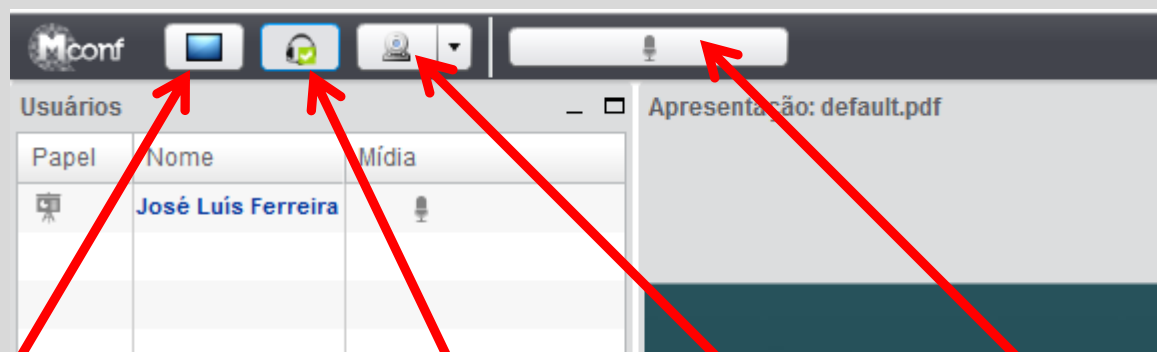 Mconf
Usuários
Apresentação: default.pdf
Papel Nome Mídia
José Luís Ferreira